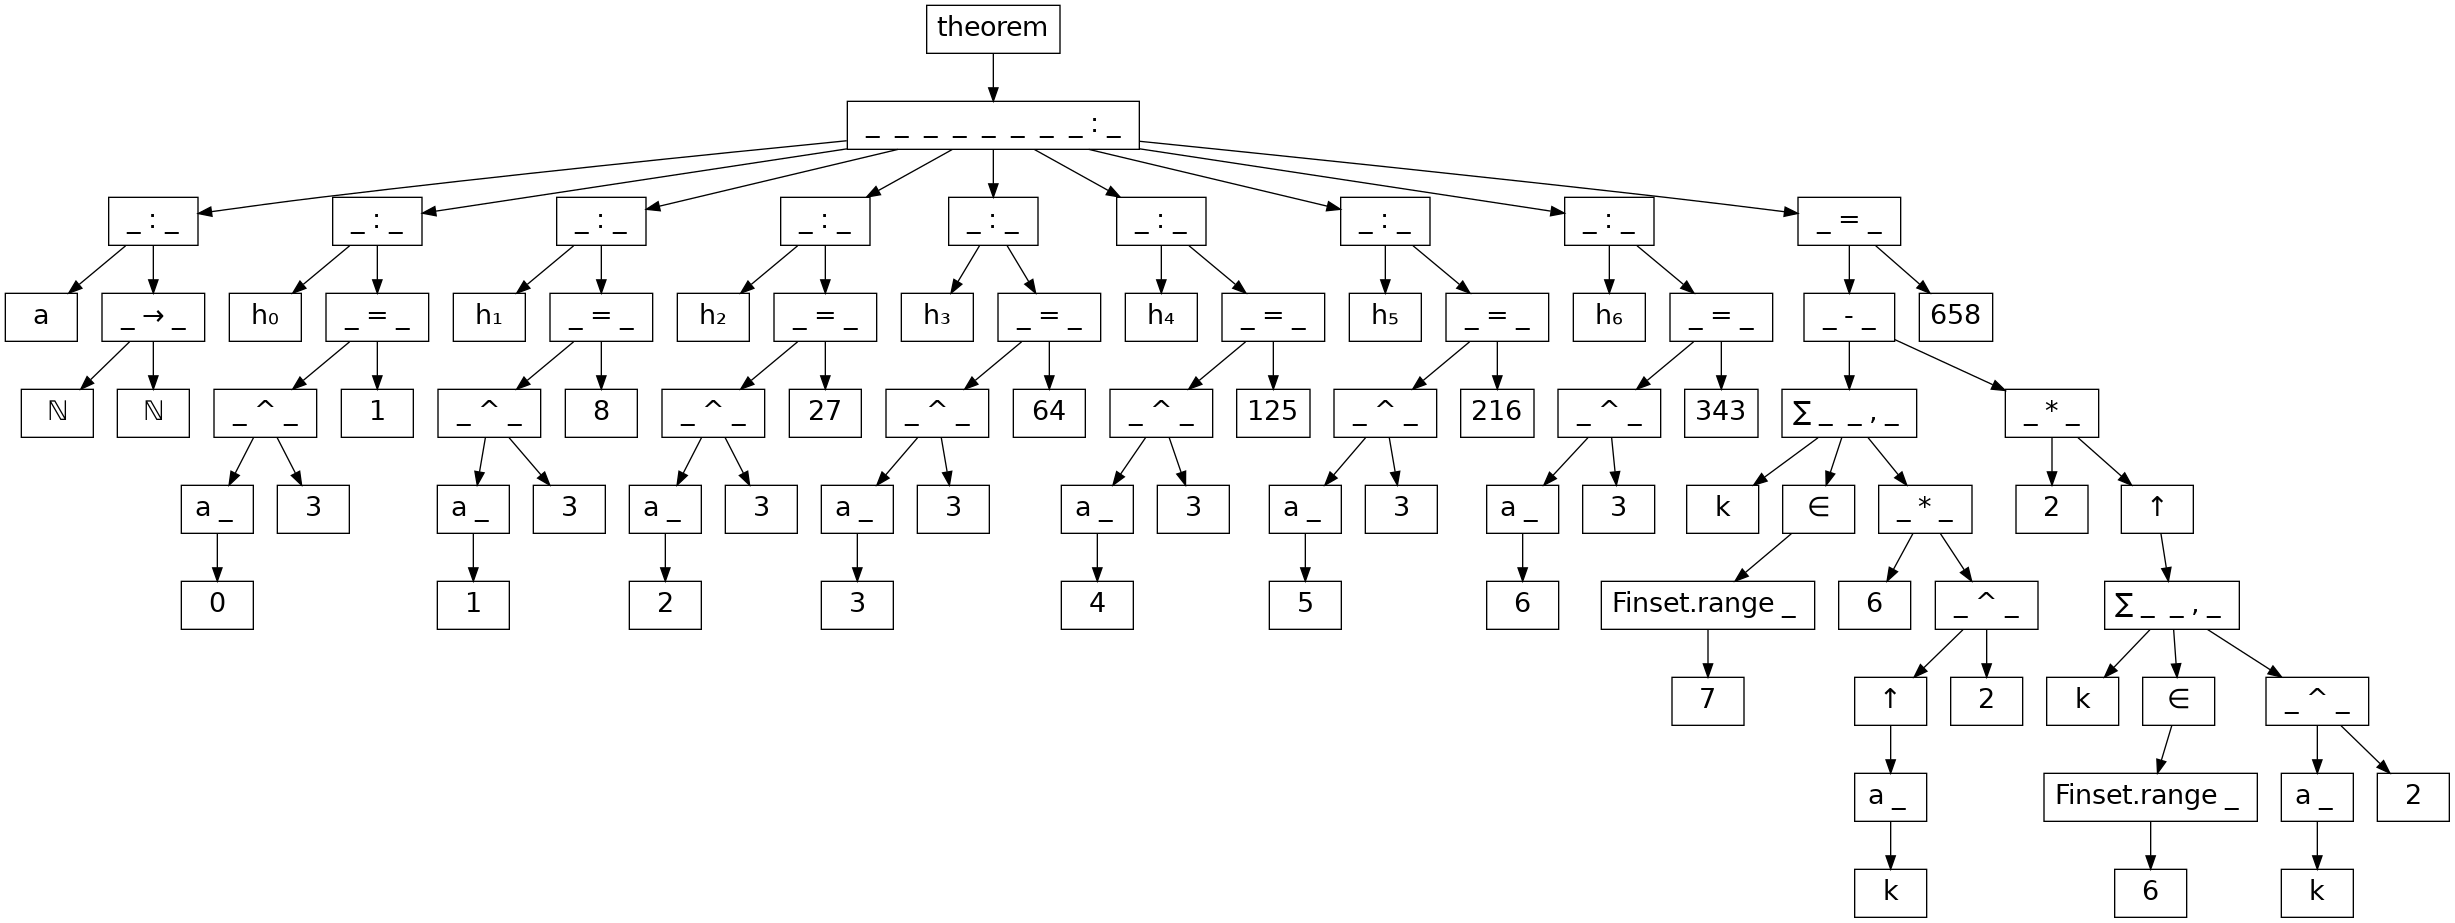 theorem
_ _ _ _ _ _ _ _ : _
_ : _ _ : _ _ : _ _ : _ _ : _ _ : _ _ : _ _ : _ _ = _
a _ → _ h₀ _ = _ h₁ _ = _ h₂ _ = _ h₃ _ = _ h₄ _ = _ h₅ _ = _ h₆ _ = _ _ - _ 658
ℕ ℕ _ ^ _ 1 _ ^ _ 8 _ ^ _ 27 _ ^ _ 64 _ ^ _ 125 _ ^ _ 216 _ ^ _ 343 ∑ _ _ , _ _ * _
a _ 3 a _ 3 a _ 3 a _ 3 a _ 3 a _ 3 a _ 3 k ∈ _ * _ 2 ↑
0 1 2 3 4 5 6 Finset.range _ 6 _ ^ _ ∑ _ _ , _
7 ↑ 2 k ∈ _ ^ _
a _ Finset.range _ a _ 2
k 6 k